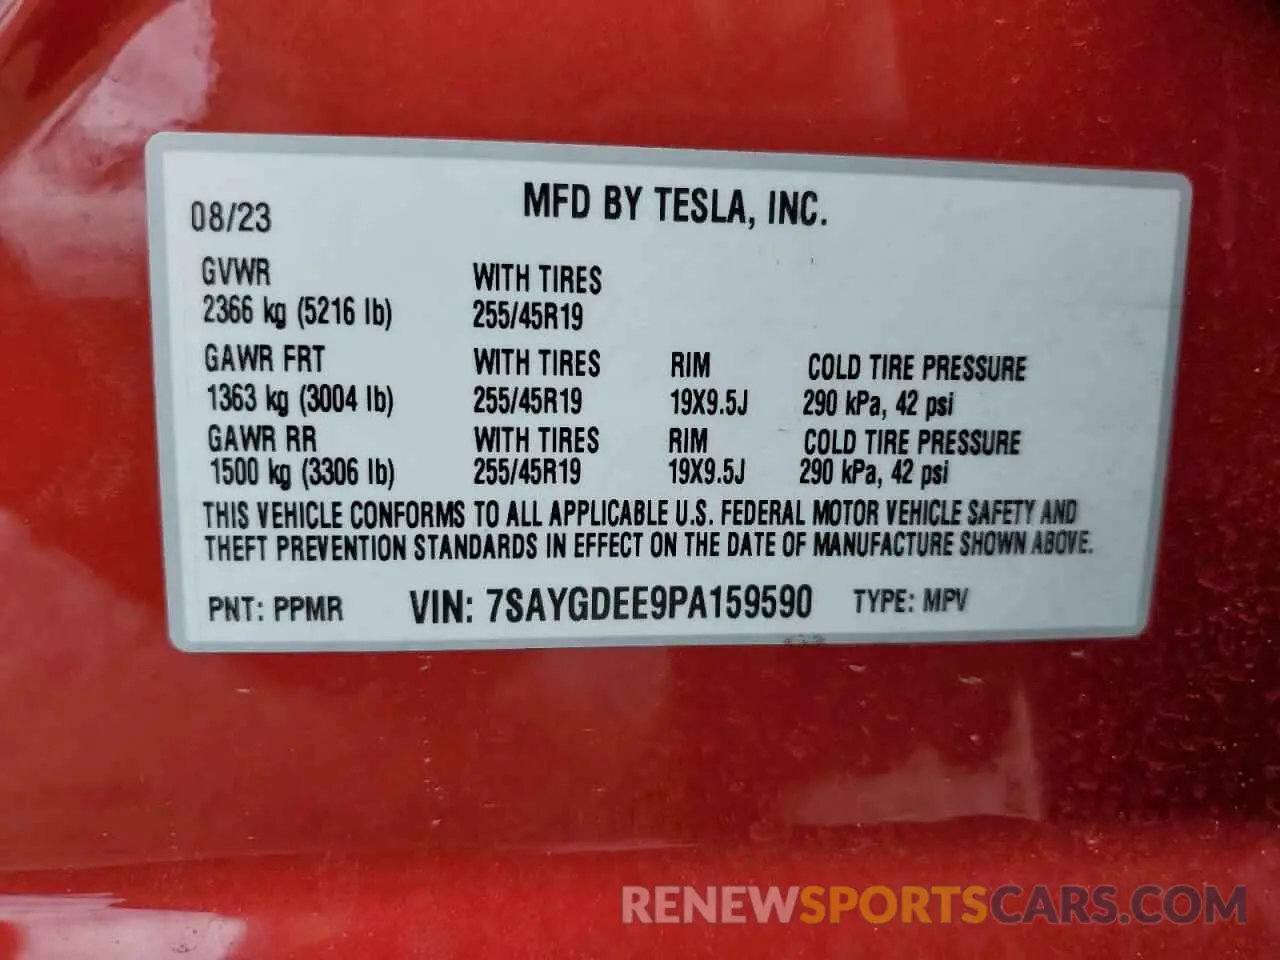 08/23 MFD BY TESLA, INC.
GVWR WITH TIRES
2366 kg (5216 lb) 255/45R19
GAWR FRT WITH TIRES RIM COLD TIRE PRESSURE
1363 kg (3004 lb) 255/45R19 19X9.5J 290 kPa, 42 psi
GAWR RR WITH TIRES RIM COLD TIRE PRESSURE
1500 kg (3306 lb) 255/45R19 19X9.5J 290 kPa, 42 psi
THIS VEHICLE CONFORMS TO ALL APPLICABLE U.S. FEDERAL MOTOR VEHICLE SAFETY AND
THEFT PREVENTION STANDARDS IN EFFECT ON THE DATE OF MANUFACTURE SHOWN ABOVE.
PNT: PPMR VIN: 7SAYGDEE9PA159590 TYPE: MPV
RENEWSPORTSCARS.COM